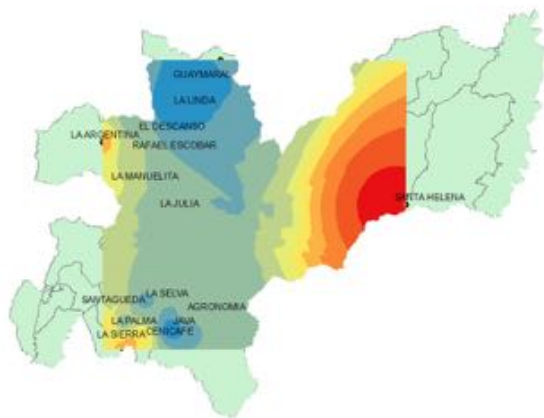 GUAYMARAL
LA LINDA
EL DESCANSO
LA ARGENTINA
RAFAEL ESCOBAR
LA MANUELITA
LA JULIA
SANTA HELENA
LA SELVA
SANTAGUEDA
AGRONOMIA
LA PALMA
JAVA
LA SIERRA
CENICAFE